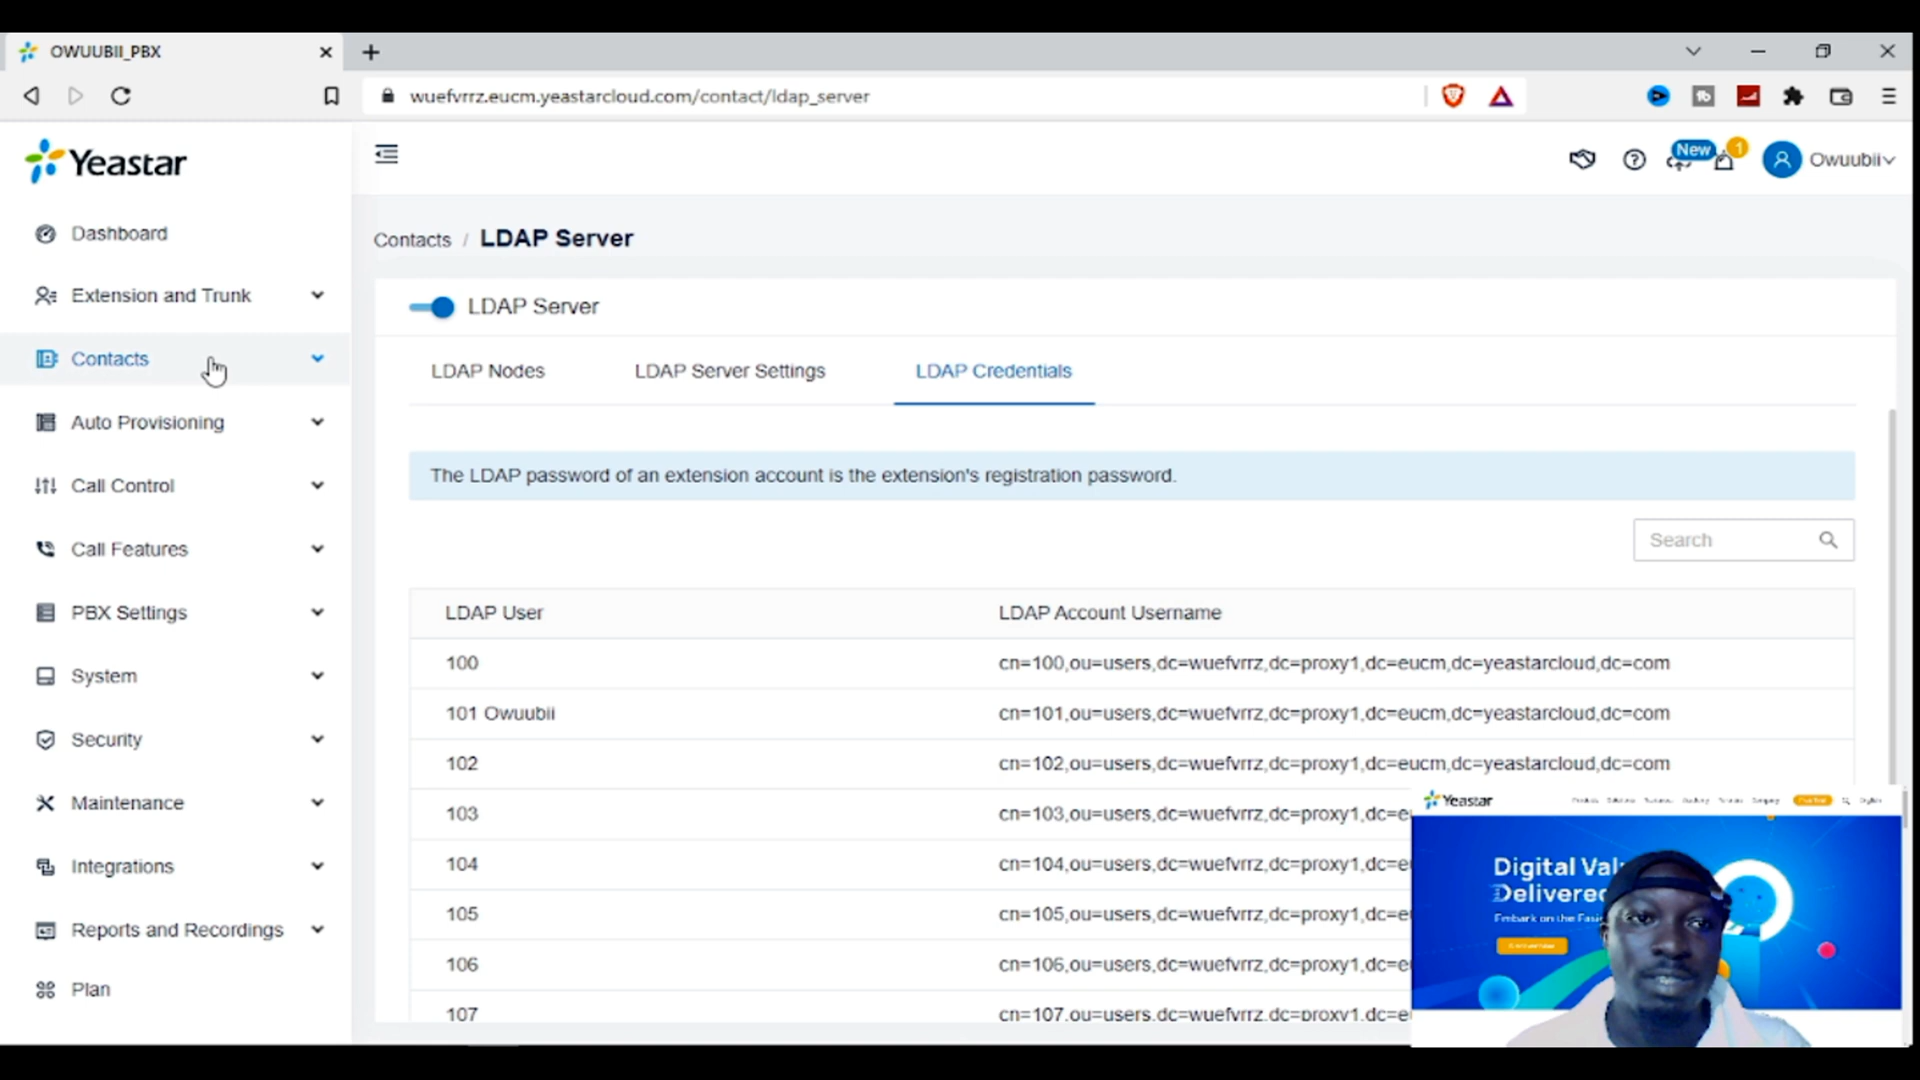 OWUUBII_PBX
wuefvrrz.eucm.yeastarcloud.com/contact/ldap_server
Yeastar
New
1
Owuubii
Dashboard
Extension and Trunk
Contacts
Auto Provisioning
Call Control
Call Features
PBX Settings
System
Security
Maintenance
Integrations
Reports and Recordings
Plan
Contacts / LDAP Server
LDAP Server
LDAP Nodes LDAP Server Settings LDAP Credentials
The LDAP password of an extension account is the extension's registration password.
Search
LDAP User LDAP Account Username
100 cn=100,ou=users,dc=wuefvrrz,dc=proxy1,dc=eucm,dc=yeastarcloud,dc=com
101 Owuubii cn=101,ou=users,dc=wuefvrrz,dc=proxy1,dc=eucm,dc=yeastarcloud,dc=com
102 cn=102,ou=users,dc=wuefvrrz,dc=proxy1,dc=eucm,dc=yeastarcloud,dc=com
103 cn=103,ou=users,dc=wuefvrrz,dc=proxy1,dc=e
104 cn=104,ou=users,dc=wuefvrrz,dc=proxy1,dc=e
105 cn=105,ou=users,dc=wuefvrrz,dc=proxy1,dc=e
106 cn=106,ou=users,dc=wuefvrrz,dc=proxy1,dc=e
107 cn=107,ou=users,dc=wuefvrrz,dc=proxy1,dc=e
Yeastar
Company
Digital Val
Delivered
Embark on the